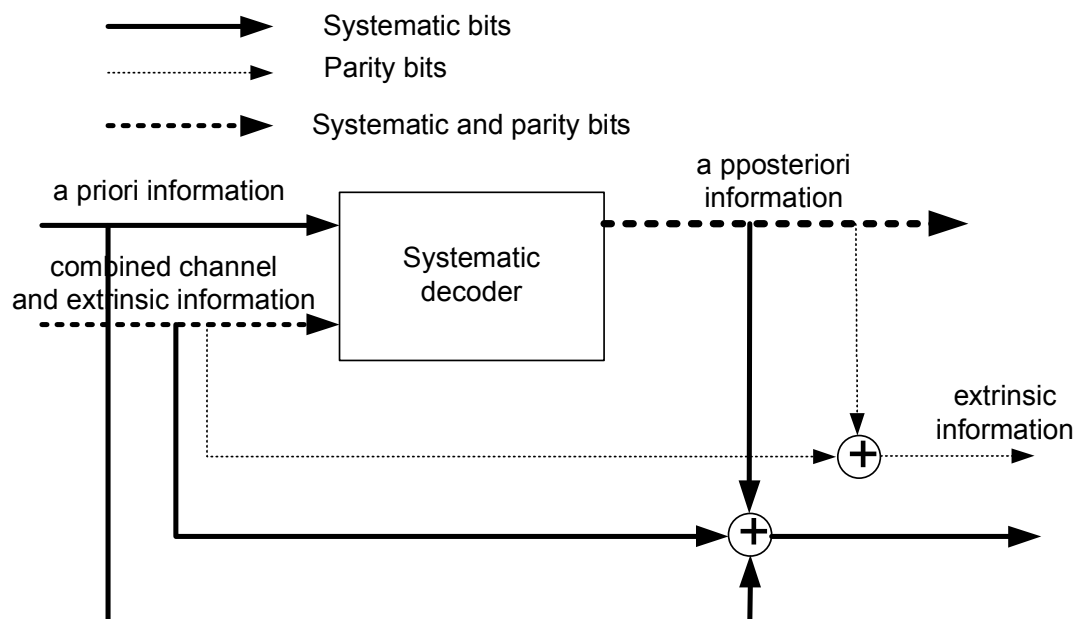 Systematic bits
Parity bits
Systematic and parity bits
a priori information
a pposteriori
information
combined channel
and extrinsic information
Systematic
decoder
extrinsic
information
+
+